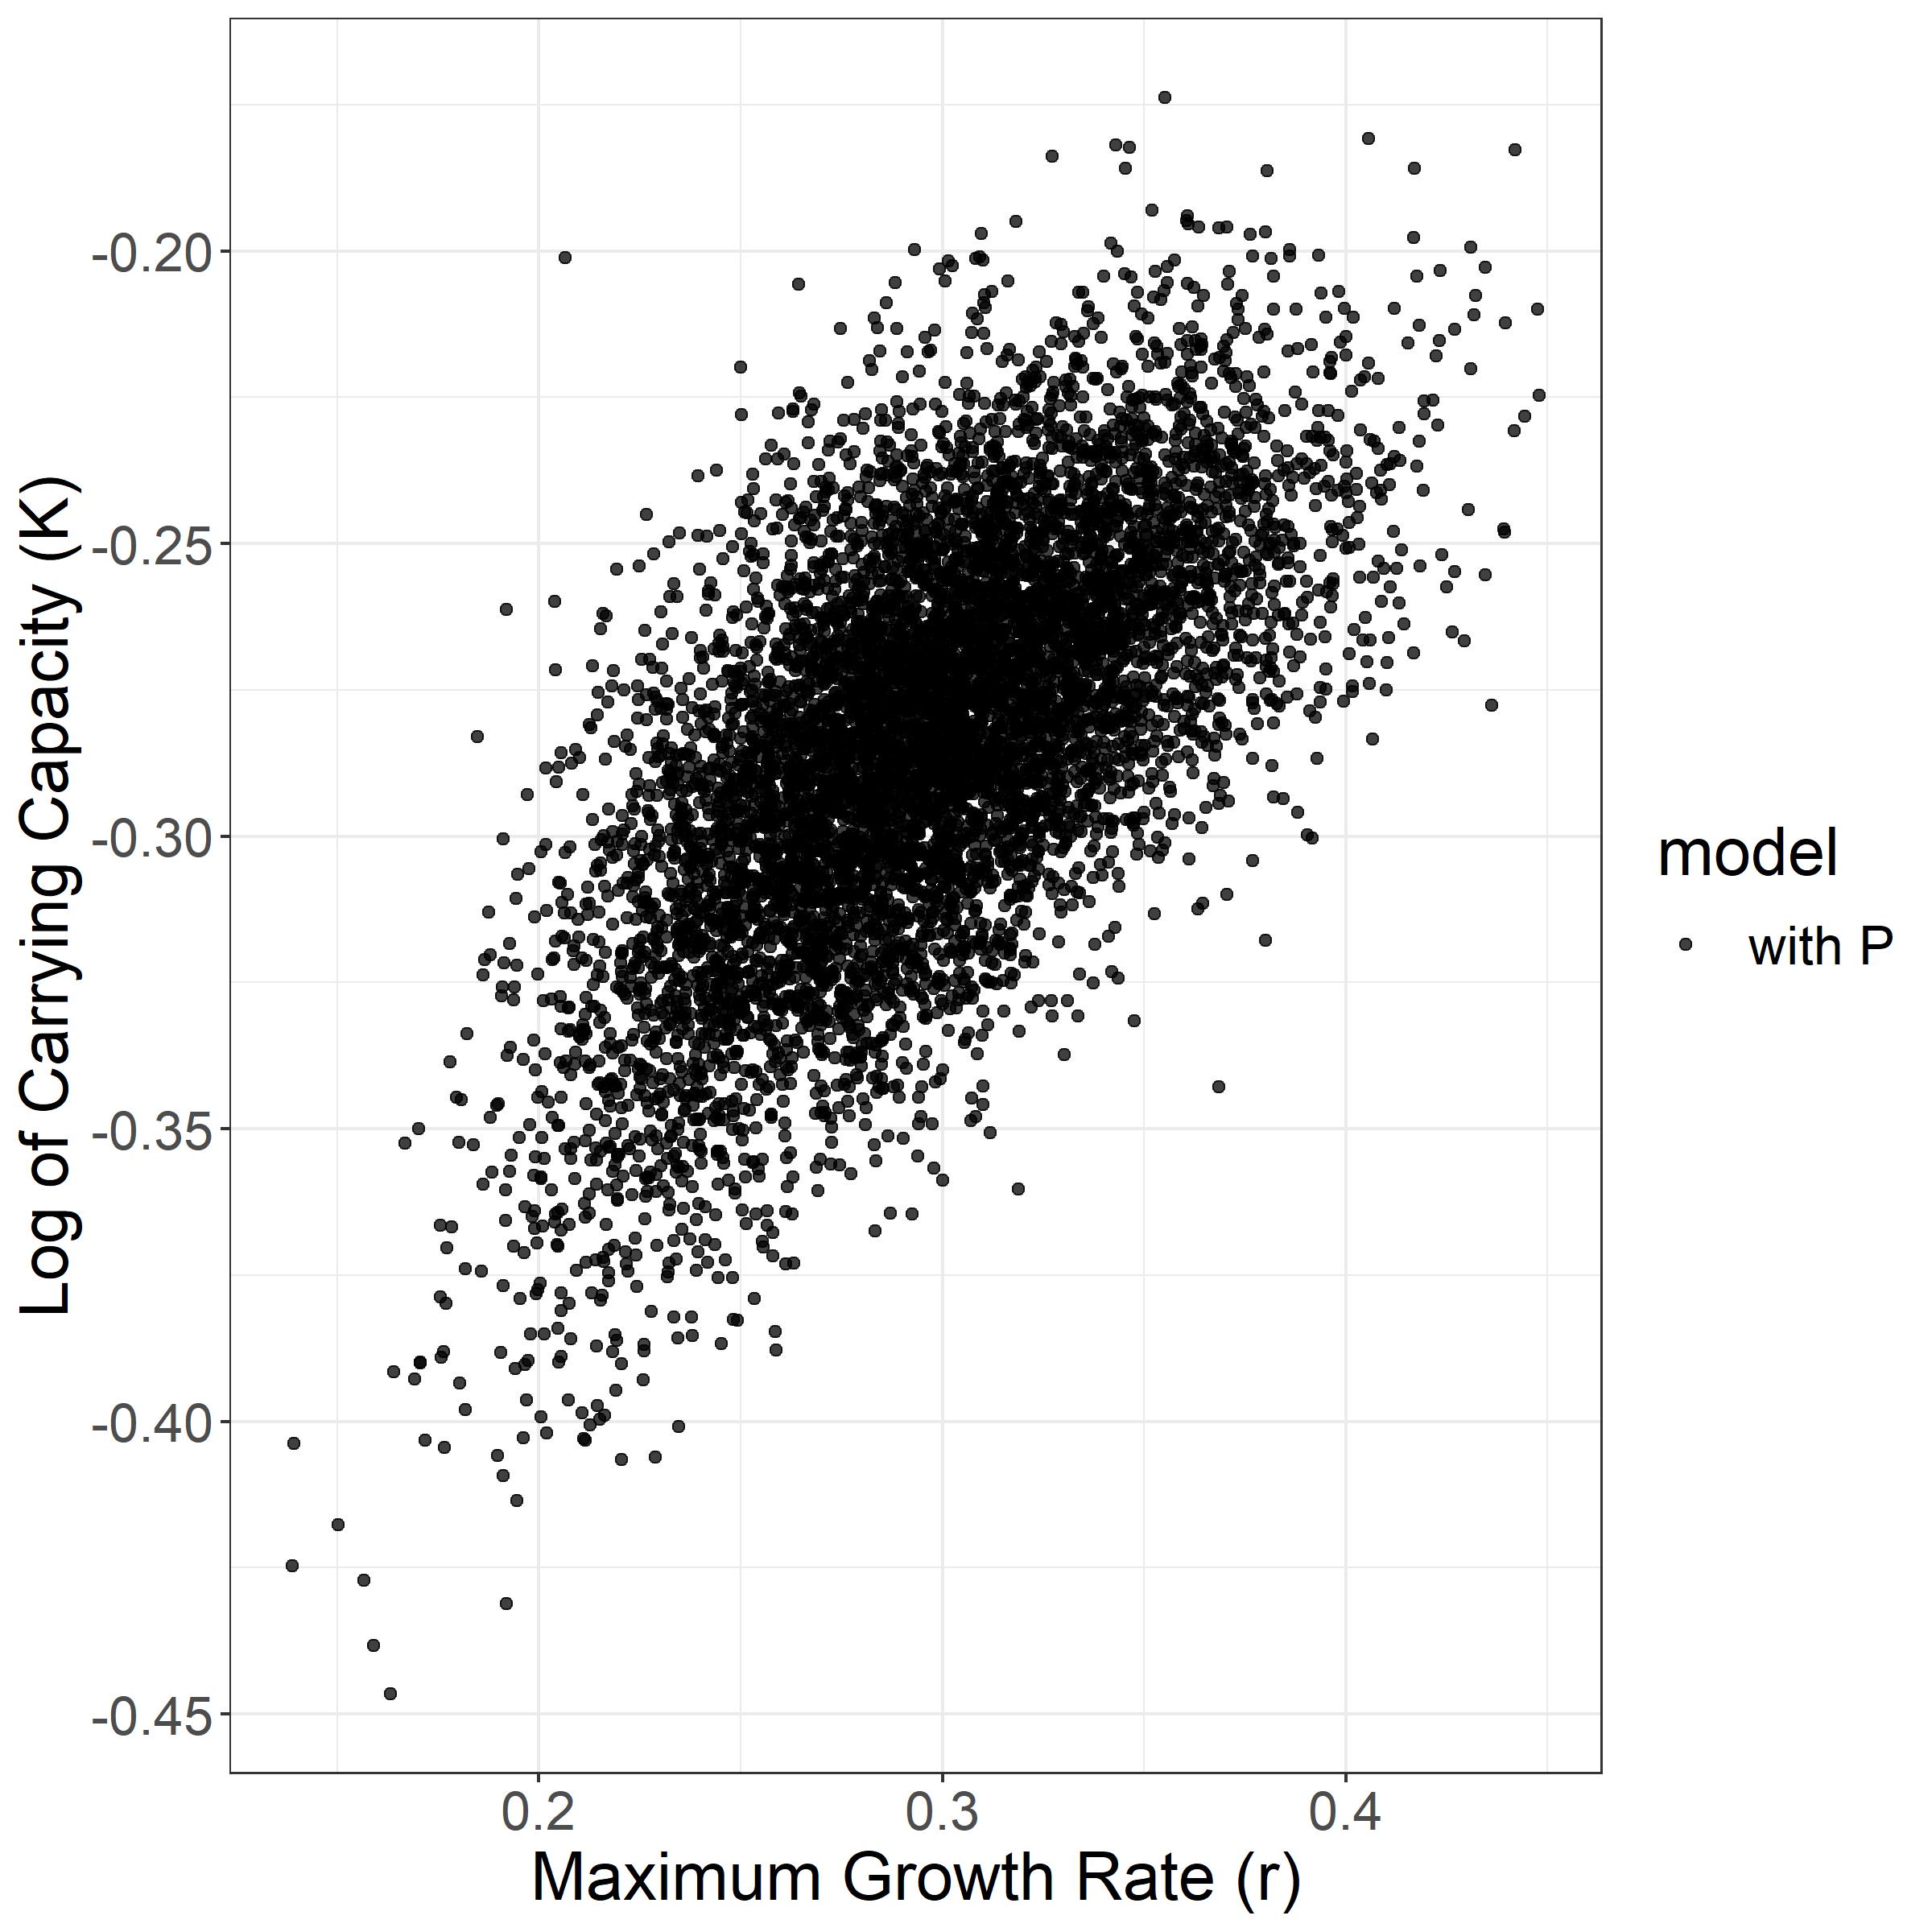 Log of Carrying Capacity (K)
-0.20
-0.25
-0.30
-0.35
-0.40
-0.45
0.2 0.3 0.4
Maximum Growth Rate (r)
model
with P